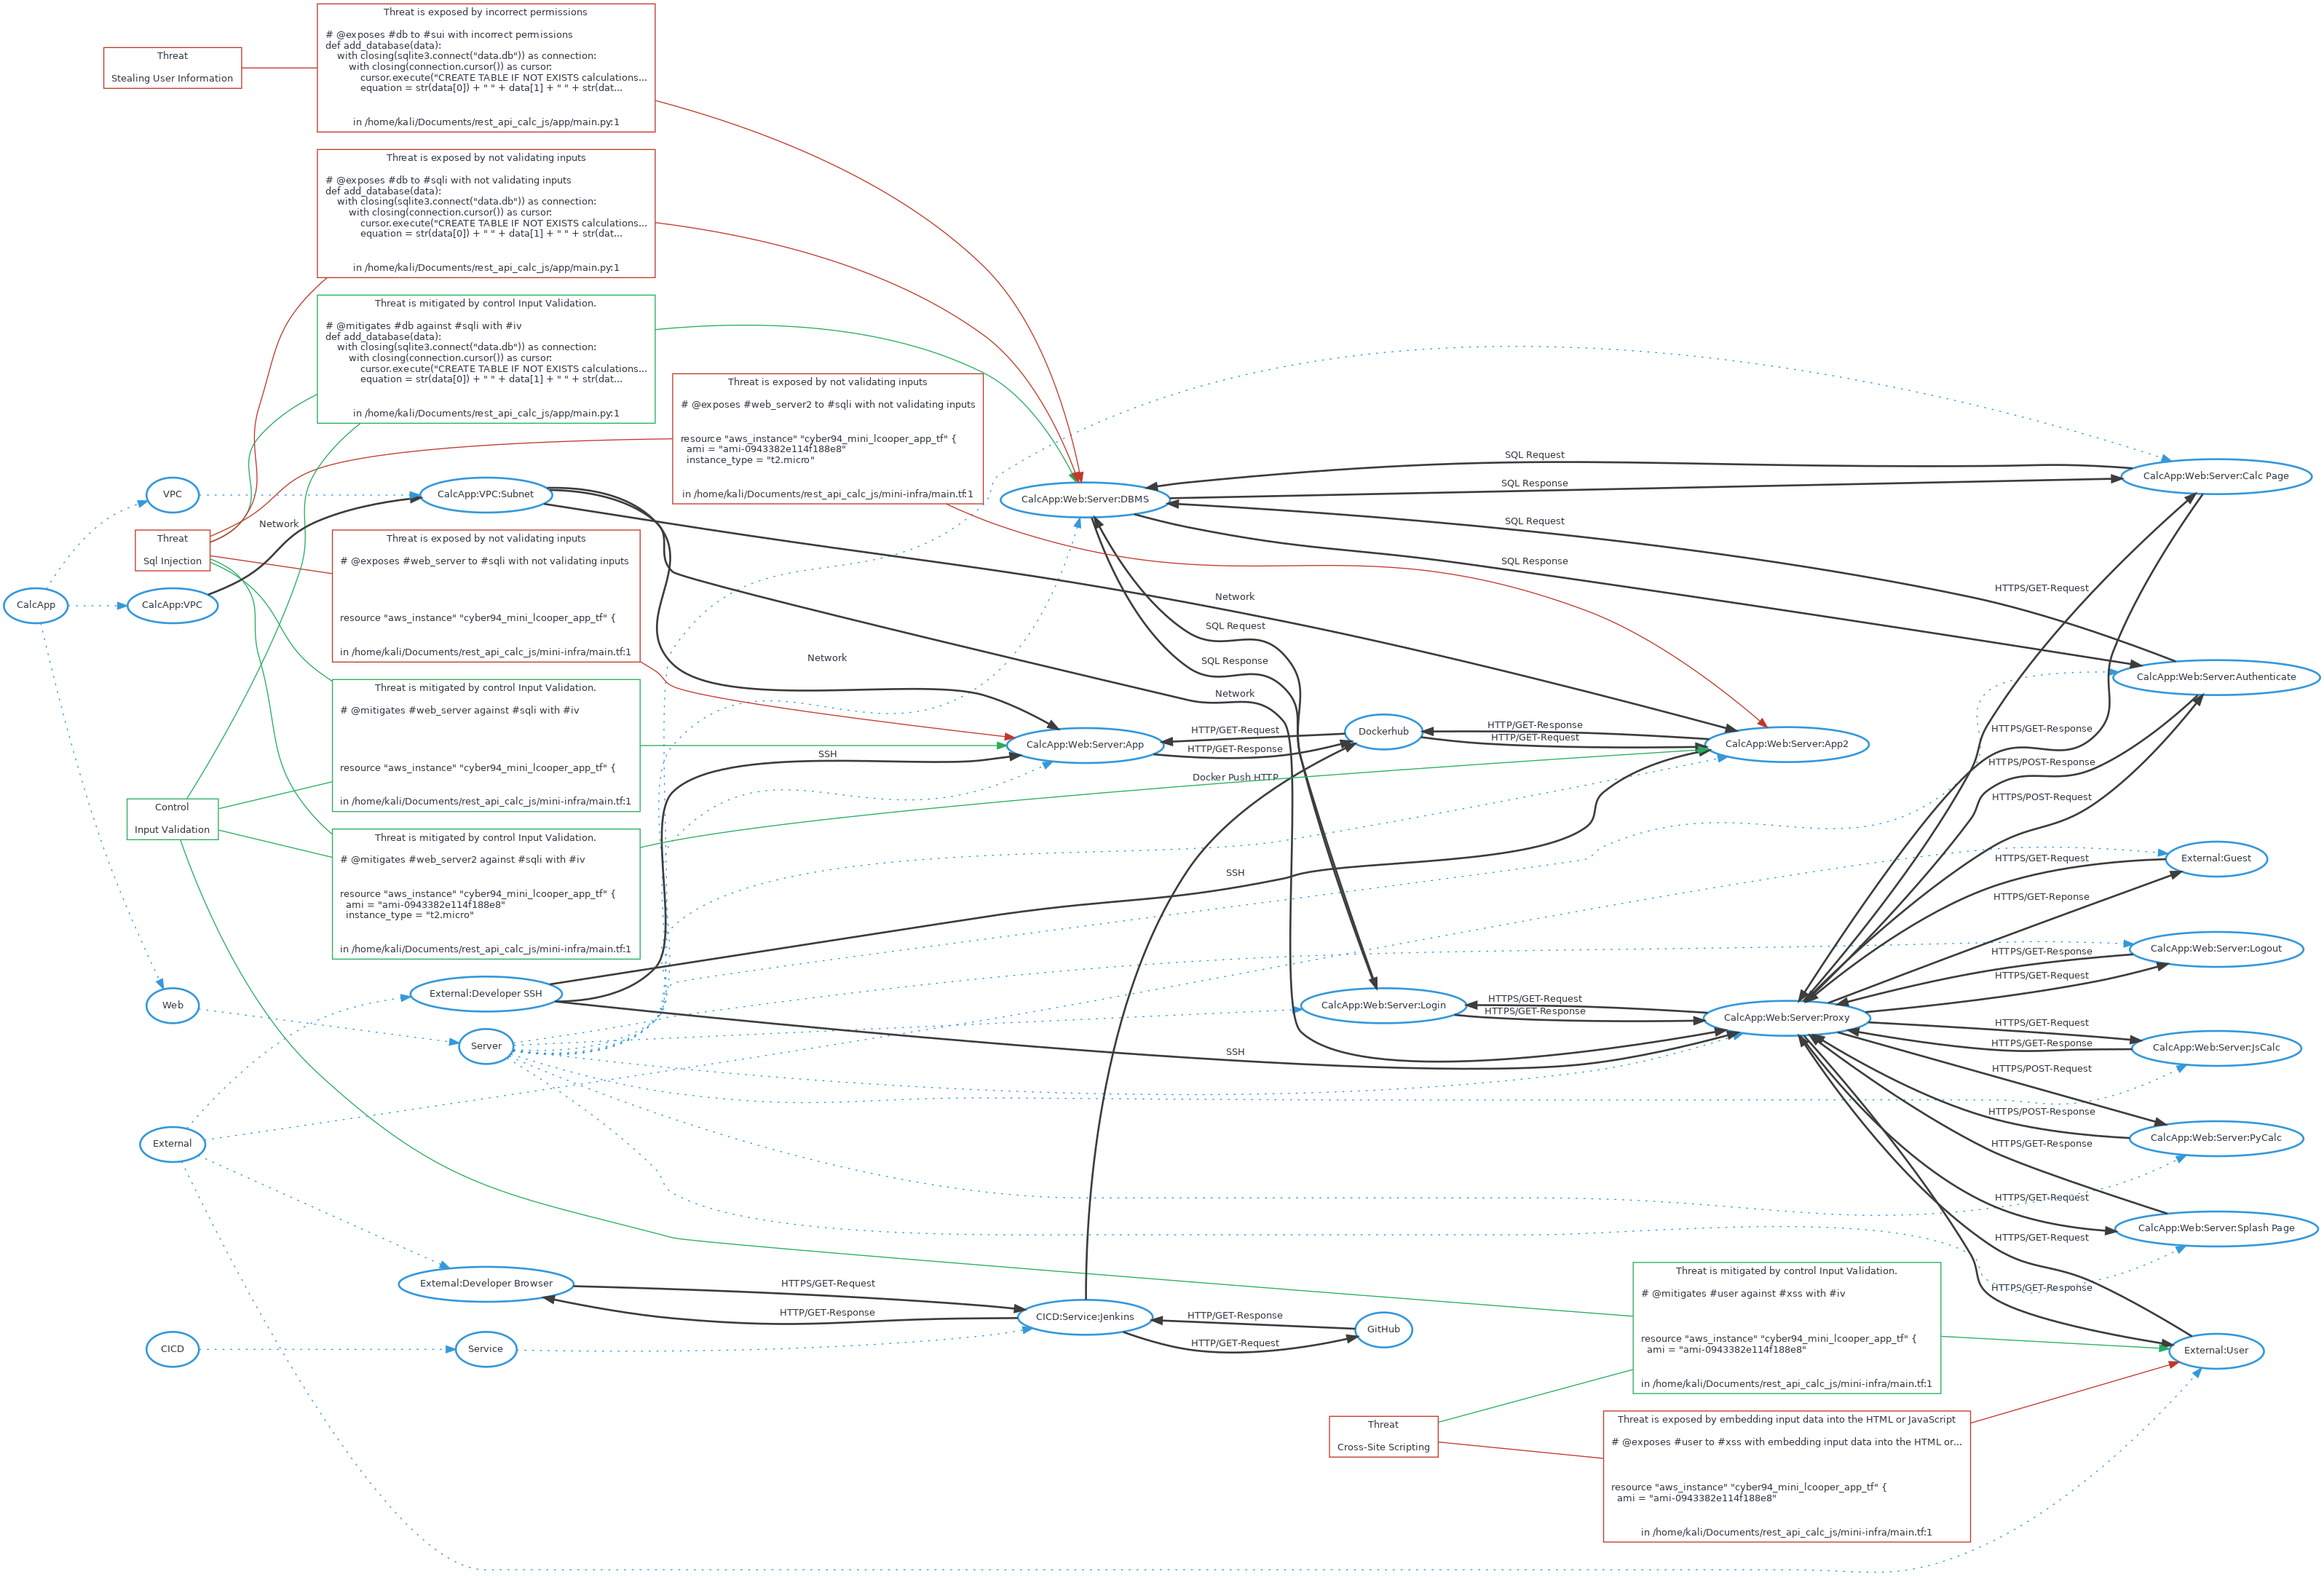 Threat is exposed by incorrect permissions
# @exposes #db to #sui with incorrect permissions
def add_database(data):
with closing(sqlite3.connect("data.db")) as connection:
with closing(connection.cursor()) as cursor:
cursor.execute("CREATE TABLE IF NOT EXISTS calculations...
equation = str(data[0]) + " " + data[1] + " " + str(dat...
in /home/kali/Documents/rest_api_calc_js/app/main.py:1
Threat
Stealing User Information
Threat is exposed by not validating inputs
# @exposes #db to #sqli with not validating inputs
def add_database(data):
with closing(sqlite3.connect("data.db")) as connection:
with closing(connection.cursor()) as cursor:
cursor.execute("CREATE TABLE IF NOT EXISTS calculations...
equation = str(data[0]) + " " + data[1] + " " + str(dat...
in /home/kali/Documents/rest_api_calc_js/app/main.py:1
Threat is mitigated by control Input Validation.
# @mitigates #db against #sqli with #iv
def add_database(data):
with closing(sqlite3.connect("data.db")) as connection:
with closing(connection.cursor()) as cursor:
cursor.execute("CREATE TABLE IF NOT EXISTS calculations...
equation = str(data[0]) + " " + data[1] + " " + str(dat...
in /home/kali/Documents/rest_api_calc_js/app/main.py:1
Threat is exposed by not validating inputs
# @exposes #web_server2 to #sqli with not validating inputs
resource "aws_instance" "cyber94_mini_lcooper_app_tf" {
ami = "ami-0943382e114f188e8"
instance_type = "t2.micro"
in /home/kali/Documents/rest_api_calc_js/mini-infra/main.tf:1
VPC
CalcApp:VPC:Subnet
Network
Threat
Sql Injection
CalcApp
CalcApp:VPC
Threat is exposed by not validating inputs
# @exposes #web_server to #sqli with not validating inputs
resource "aws_instance" "cyber94_mini_lcooper_app_tf" {
in /home/kali/Documents/rest_api_calc_js/mini-infra/main.tf:1
Threat is mitigated by control Input Validation.
# @mitigates #web_server against #sqli with #iv
resource "aws_instance" "cyber94_mini_lcooper_app_tf" {
in /home/kali/Documents/rest_api_calc_js/mini-infra/main.tf:1
Control
Input Validation
Threat is mitigated by control Input Validation.
# @mitigates #web_server2 against #sqli with #iv
resource "aws_instance" "cyber94_mini_lcooper_app_tf" {
ami = "ami-0943382e114f188e8"
instance_type = "t2.micro"
in /home/kali/Documents/rest_api_calc_js/mini-infra/main.tf:1
Web
External:Developer SSH
Server
External
External:Developer Browser
CICD
Service
Network
SSH
HTTPS/GET-Request
HTTP/GET-Response
CalcApp:Web:Server:DBMS
CalcApp:Web:Server:App
CICD:Service:Jenkins
Network
SQL Request
SQL Response
Network
HTTP/GET-Request
HTTP/GET-Response
Docker Push HTTP
SSH
SSH
HTTP/GET-Response
HTTP/GET-Request
Dockerhub
CalcApp:Web:Server:Login
GitHub
SQL Request
SQL Response
SQL Request
SQL Response
HTTP/GET-Response
HTTP/GET-Request
HTTPS/GET-Request
HTTPS/GET-Response
CalcApp:Web:Server:App2
CalcApp:Web:Server:Proxy
Threat is mitigated by control Input Validation.
# @mitigates #user against #xss with #iv
resource "aws_instance" "cyber94_mini_lcooper_app_tf" {
ami = "ami-0943382e114f188e8"
in /home/kali/Documents/rest_api_calc_js/mini-infra/main.tf:1
Threat
Cross-Site Scripting
Threat is exposed by embedding input data into the HTML or JavaScript
# @exposes #user to #xss with embedding input data into the HTML or...
resource "aws_instance" "cyber94_mini_lcooper_app_tf" {
ami = "ami-0943382e114f188e8"
in /home/kali/Documents/rest_api_calc_js/mini-infra/main.tf:1
HTTPS/GET-Request
HTTPS/GET-Response
HTTPS/POST-Response
HTTPS/POST-Request
HTTPS/GET-Request
HTTPS/GET-Reponse
HTTPS/GET-Response
HTTPS/GET-Request
HTTPS/GET-Request
HTTPS/GET-Response
HTTPS/POST-Request
HTTPS/POST-Response
HTTPS/GET-Response
HTTPS/GET-Request
HTTPS/GET-Request
HTTPS/GET-Response
CalcApp:Web:Server:Calc Page
CalcApp:Web:Server:Authenticate
External:Guest
CalcApp:Web:Server:Logout
CalcApp:Web:Server:JsCalc
CalcApp:Web:Server:PyCalc
CalcApp:Web:Server:Splash Page
External:User